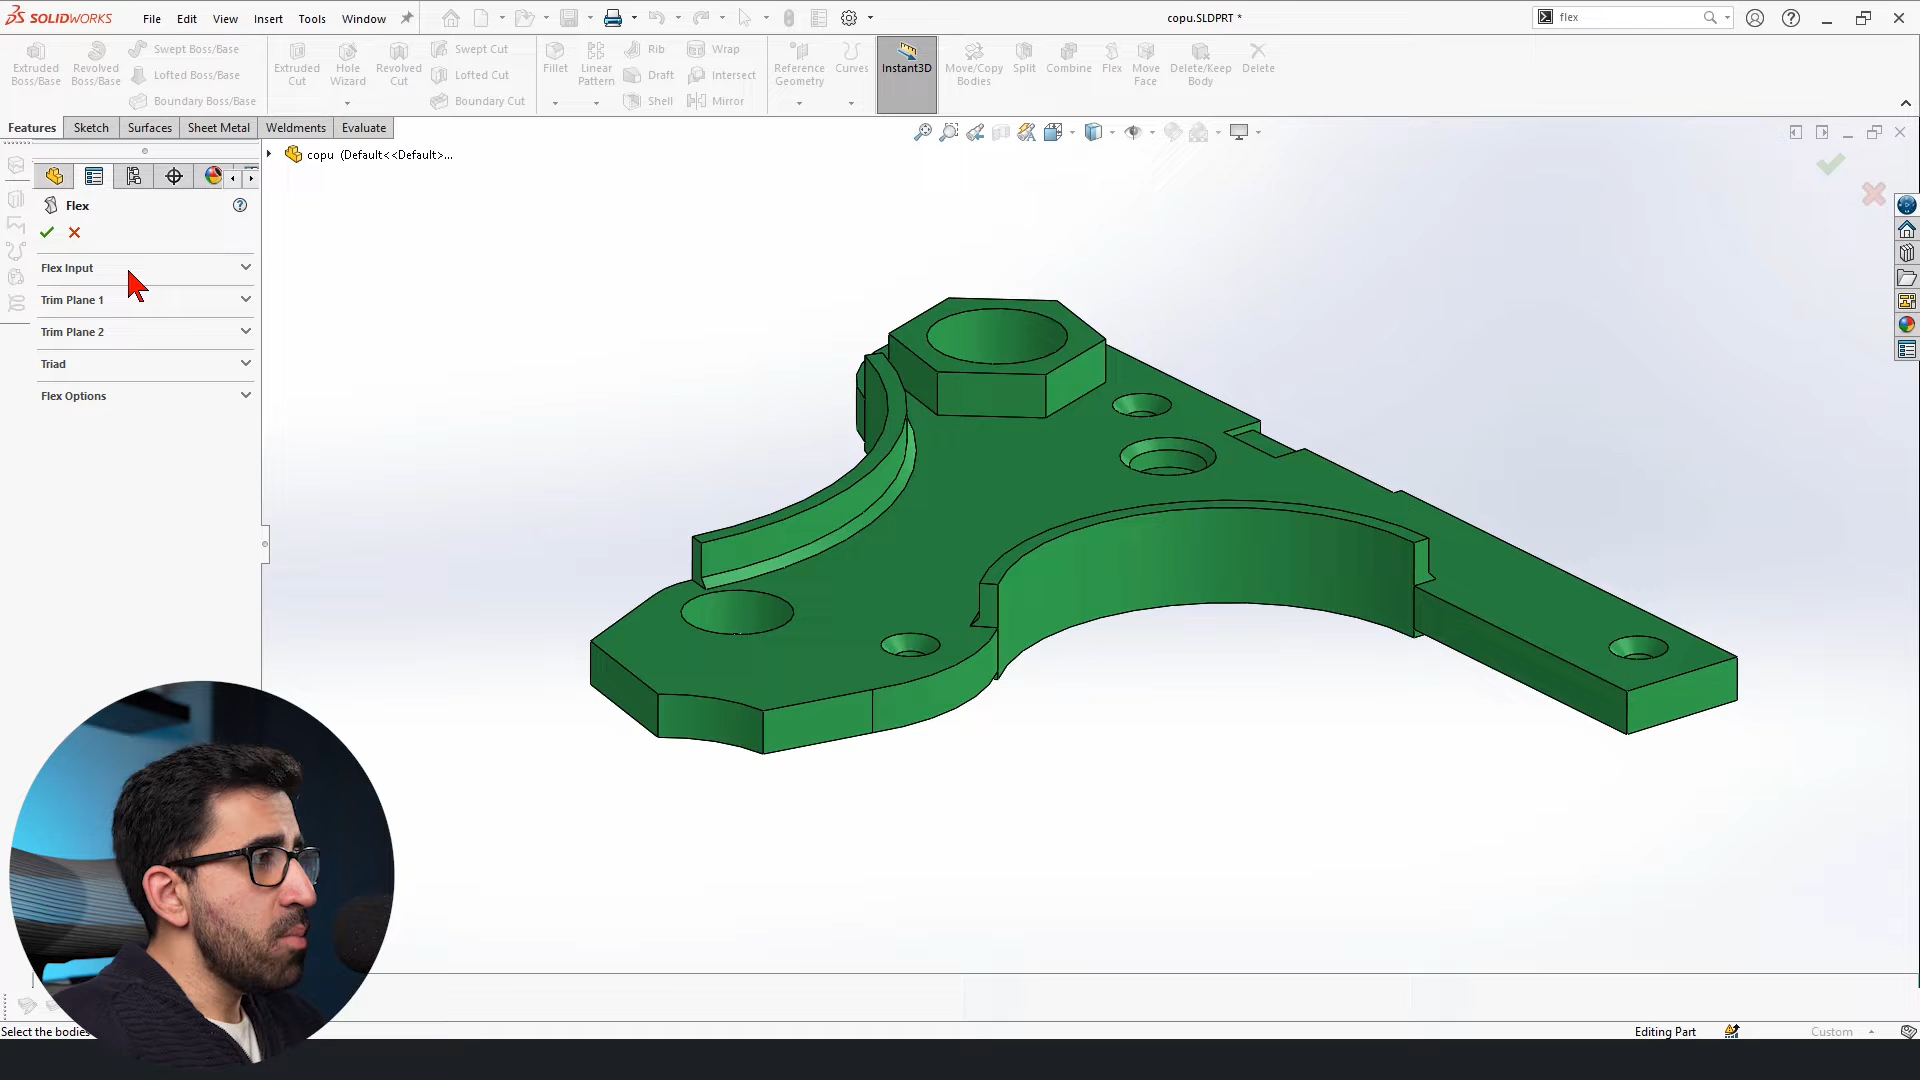 SOLIDWORKS File Edit View Insert Tools Window copu.SLDPRT * flex
Extruded Boss/Base
Revolved Boss/Base
Swept Boss/Base
Lofted Boss/Base
Boundary Boss/Base
Extruded Cut
Hole Wizard
Revolved Cut
Swept Cut
Lofted Cut
Boundary Cut
Fillet
Linear Pattern
Rib
Draft
Shell
Wrap
Intersect
Mirror
Reference Geometry
Curves
Instant3D
Move/Copy Bodies
Split
Combine
Flex
Move Face
Delete/Keep Body
Delete
Features Sketch Surfaces Sheet Metal Weldments Evaluate
copu (Default<<Default>...
Flex
Flex Input
Trim Plane 1
Trim Plane 2
Triad
Flex Options
Select the bodies
Editing Part
Custom